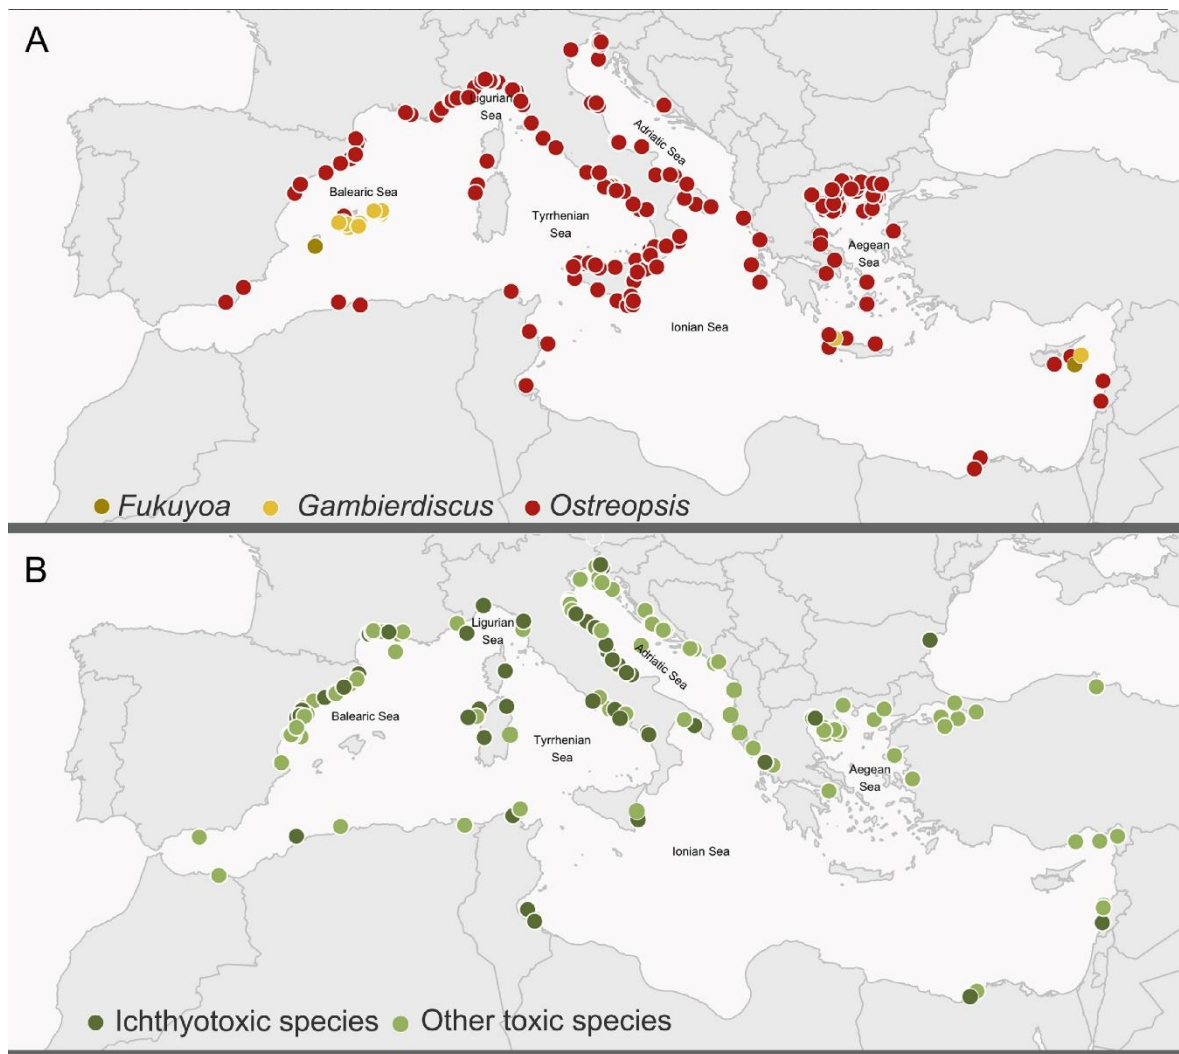 A
Ligurian
Sea
Adriatic Sea
Balearic Sea
Tyrrhenian
Sea
Aegean
Sea
Ionian Sea
Fukuyoa Gambierdiscus Ostreopsis
B
Ligurian
Sea
Adriatic Sea
Balearic Sea
Tyrrhenian
Sea
Aegean
Sea
Ionian Sea
Ichthyotoxic species Other toxic species